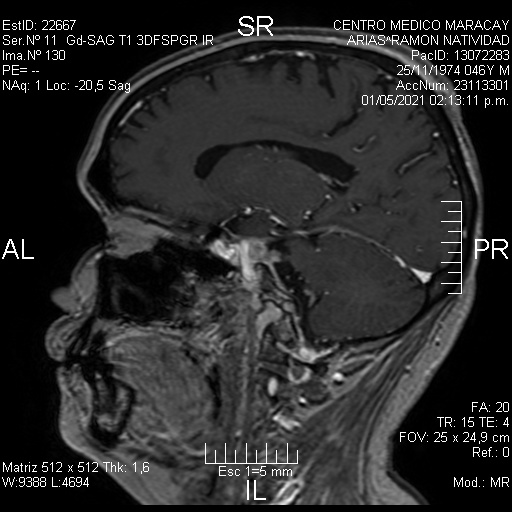 EstID: 22667
Ser.Nº 11 Gd-SAG T1 3DFSPGR IR
Ima.Nº 130
PE= --
NAq: 1 Loc: -20,5 Sag
SR
CENTRO MEDICO MARACAY
ARIAS^RAMON NATIVIDAD
PacID: 13072283
25/11/1974 046Y M
AccNum: 23113301
01/05/2021 02:13:11 p.m.
AL
PR
FA: 20
TR: 15 TE: 4
FOV: 25 x 24,9 cm
Ref.: 0
Matriz 512 x 512 Thk: 1,6
W:9388 L:4694
Esc 1=5 mm
IL
Mod.: MR